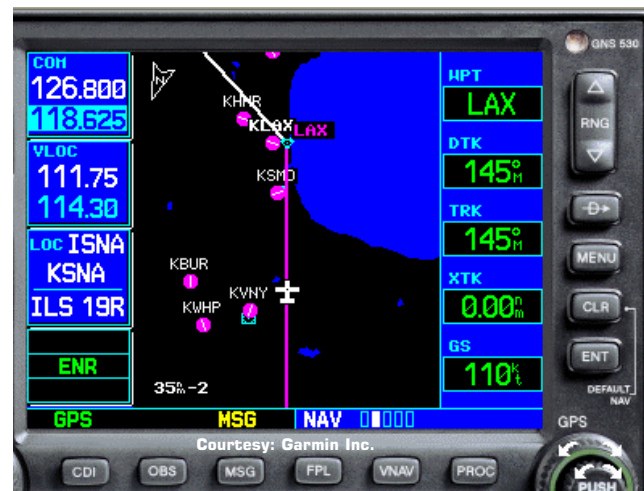 COM
126.800
118.625
VLOC
111.75
114.30
LOC ISNA
KSNA
ILS 19R
ENR
GPS
MSG
NAV
N
KHHR
KLAX
LAX
KSMO
KBUR
KVNY
KWHP
35nm-2
WPT
LAX
DTK
145°M
TRK
145°M
XTK
0.00nm
GS
110kt
GNS 530
RNG
D
MENU
CLR
ENT
DEFAULT
NAV
GPS
PUSH
Courtesy: Garmin Inc.
CDI
OBS
MSG
FPL
VNAV
PROC